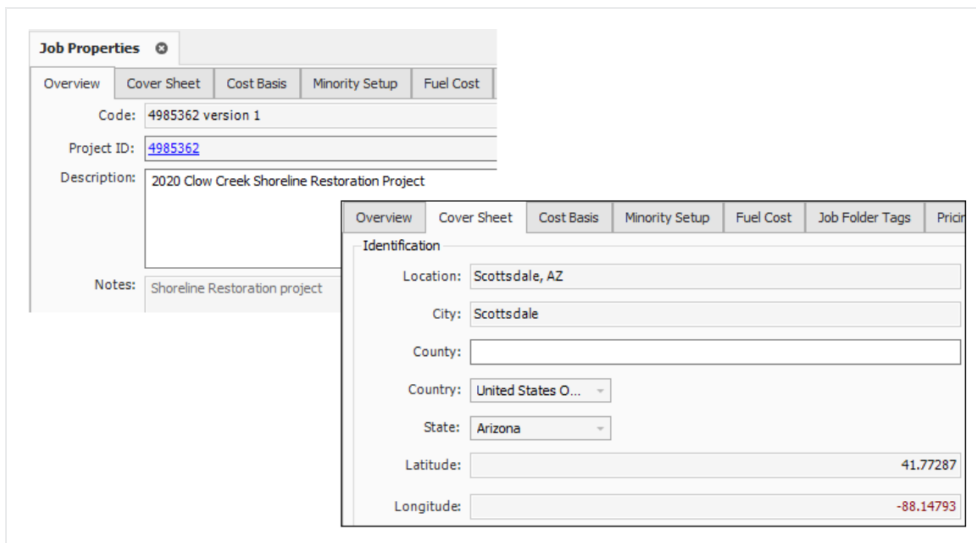 Job Properties
Overview Cover Sheet Cost Basis Minority Setup Fuel Cost
Code: 4985362 version 1
Project ID: 4985362
Description: 2020 Clow Creek Shoreline Restoration Project
Notes: Shoreline Restoration project
Overview Cover Sheet Cost Basis Minority Setup Fuel Cost Job Folder Tags
Identification
Location: Scottsdale, AZ
City: Scottsdale
County:
Country: United States O...
State: Arizona
Latitude: 41.77287
Longitude: -88.14793